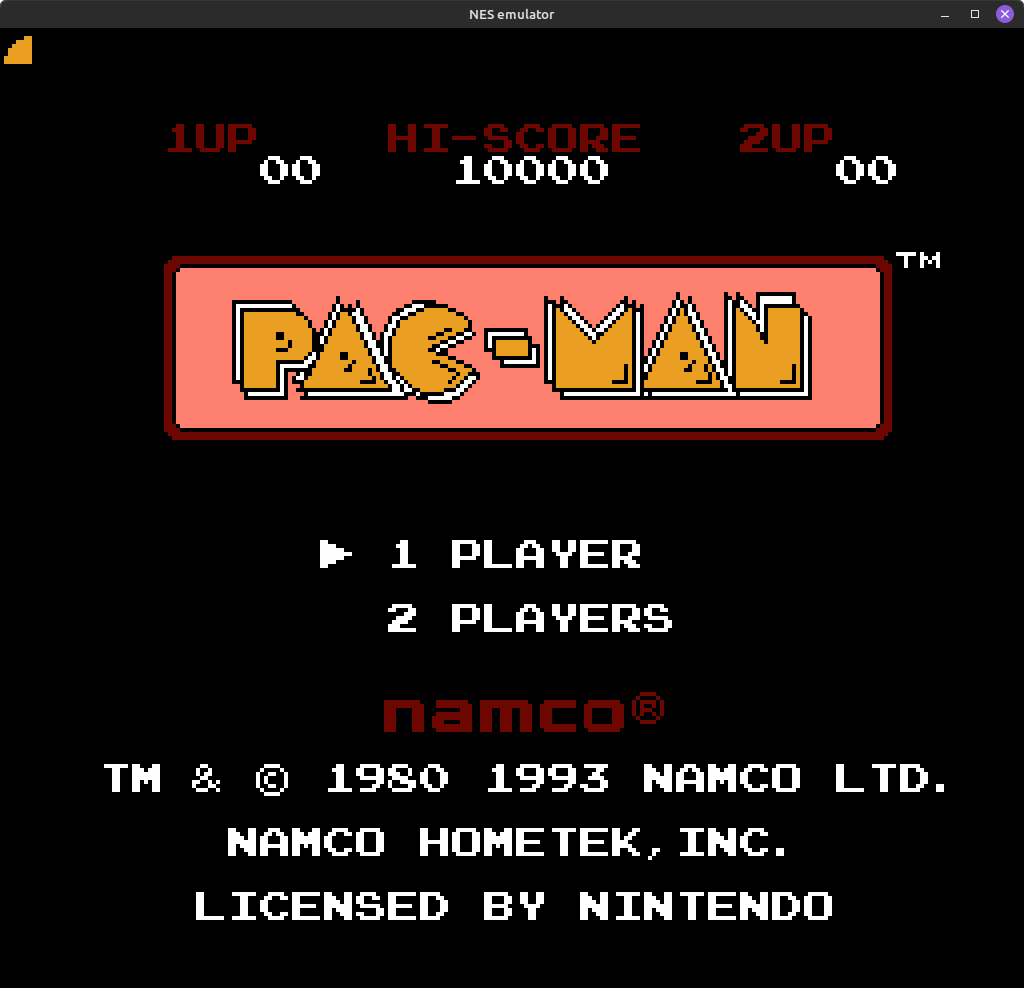 NES emulator
1UP HI-SCORE 2UP
00 10000 00
PAC-MAN TM
1 PLAYER
2 PLAYERS
namco®
TM & © 1980 1993 NAMCO LTD.
NAMCO HOMETEK,INC.
LICENSED BY NINTENDO